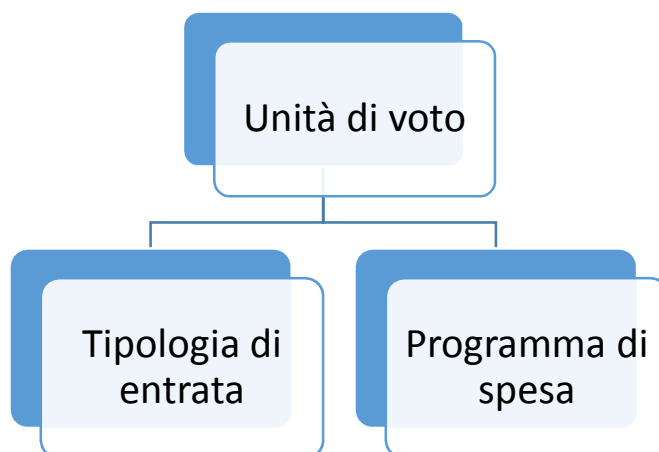 Unità di voto
Tipologia di
entrata
Programma di
spesa